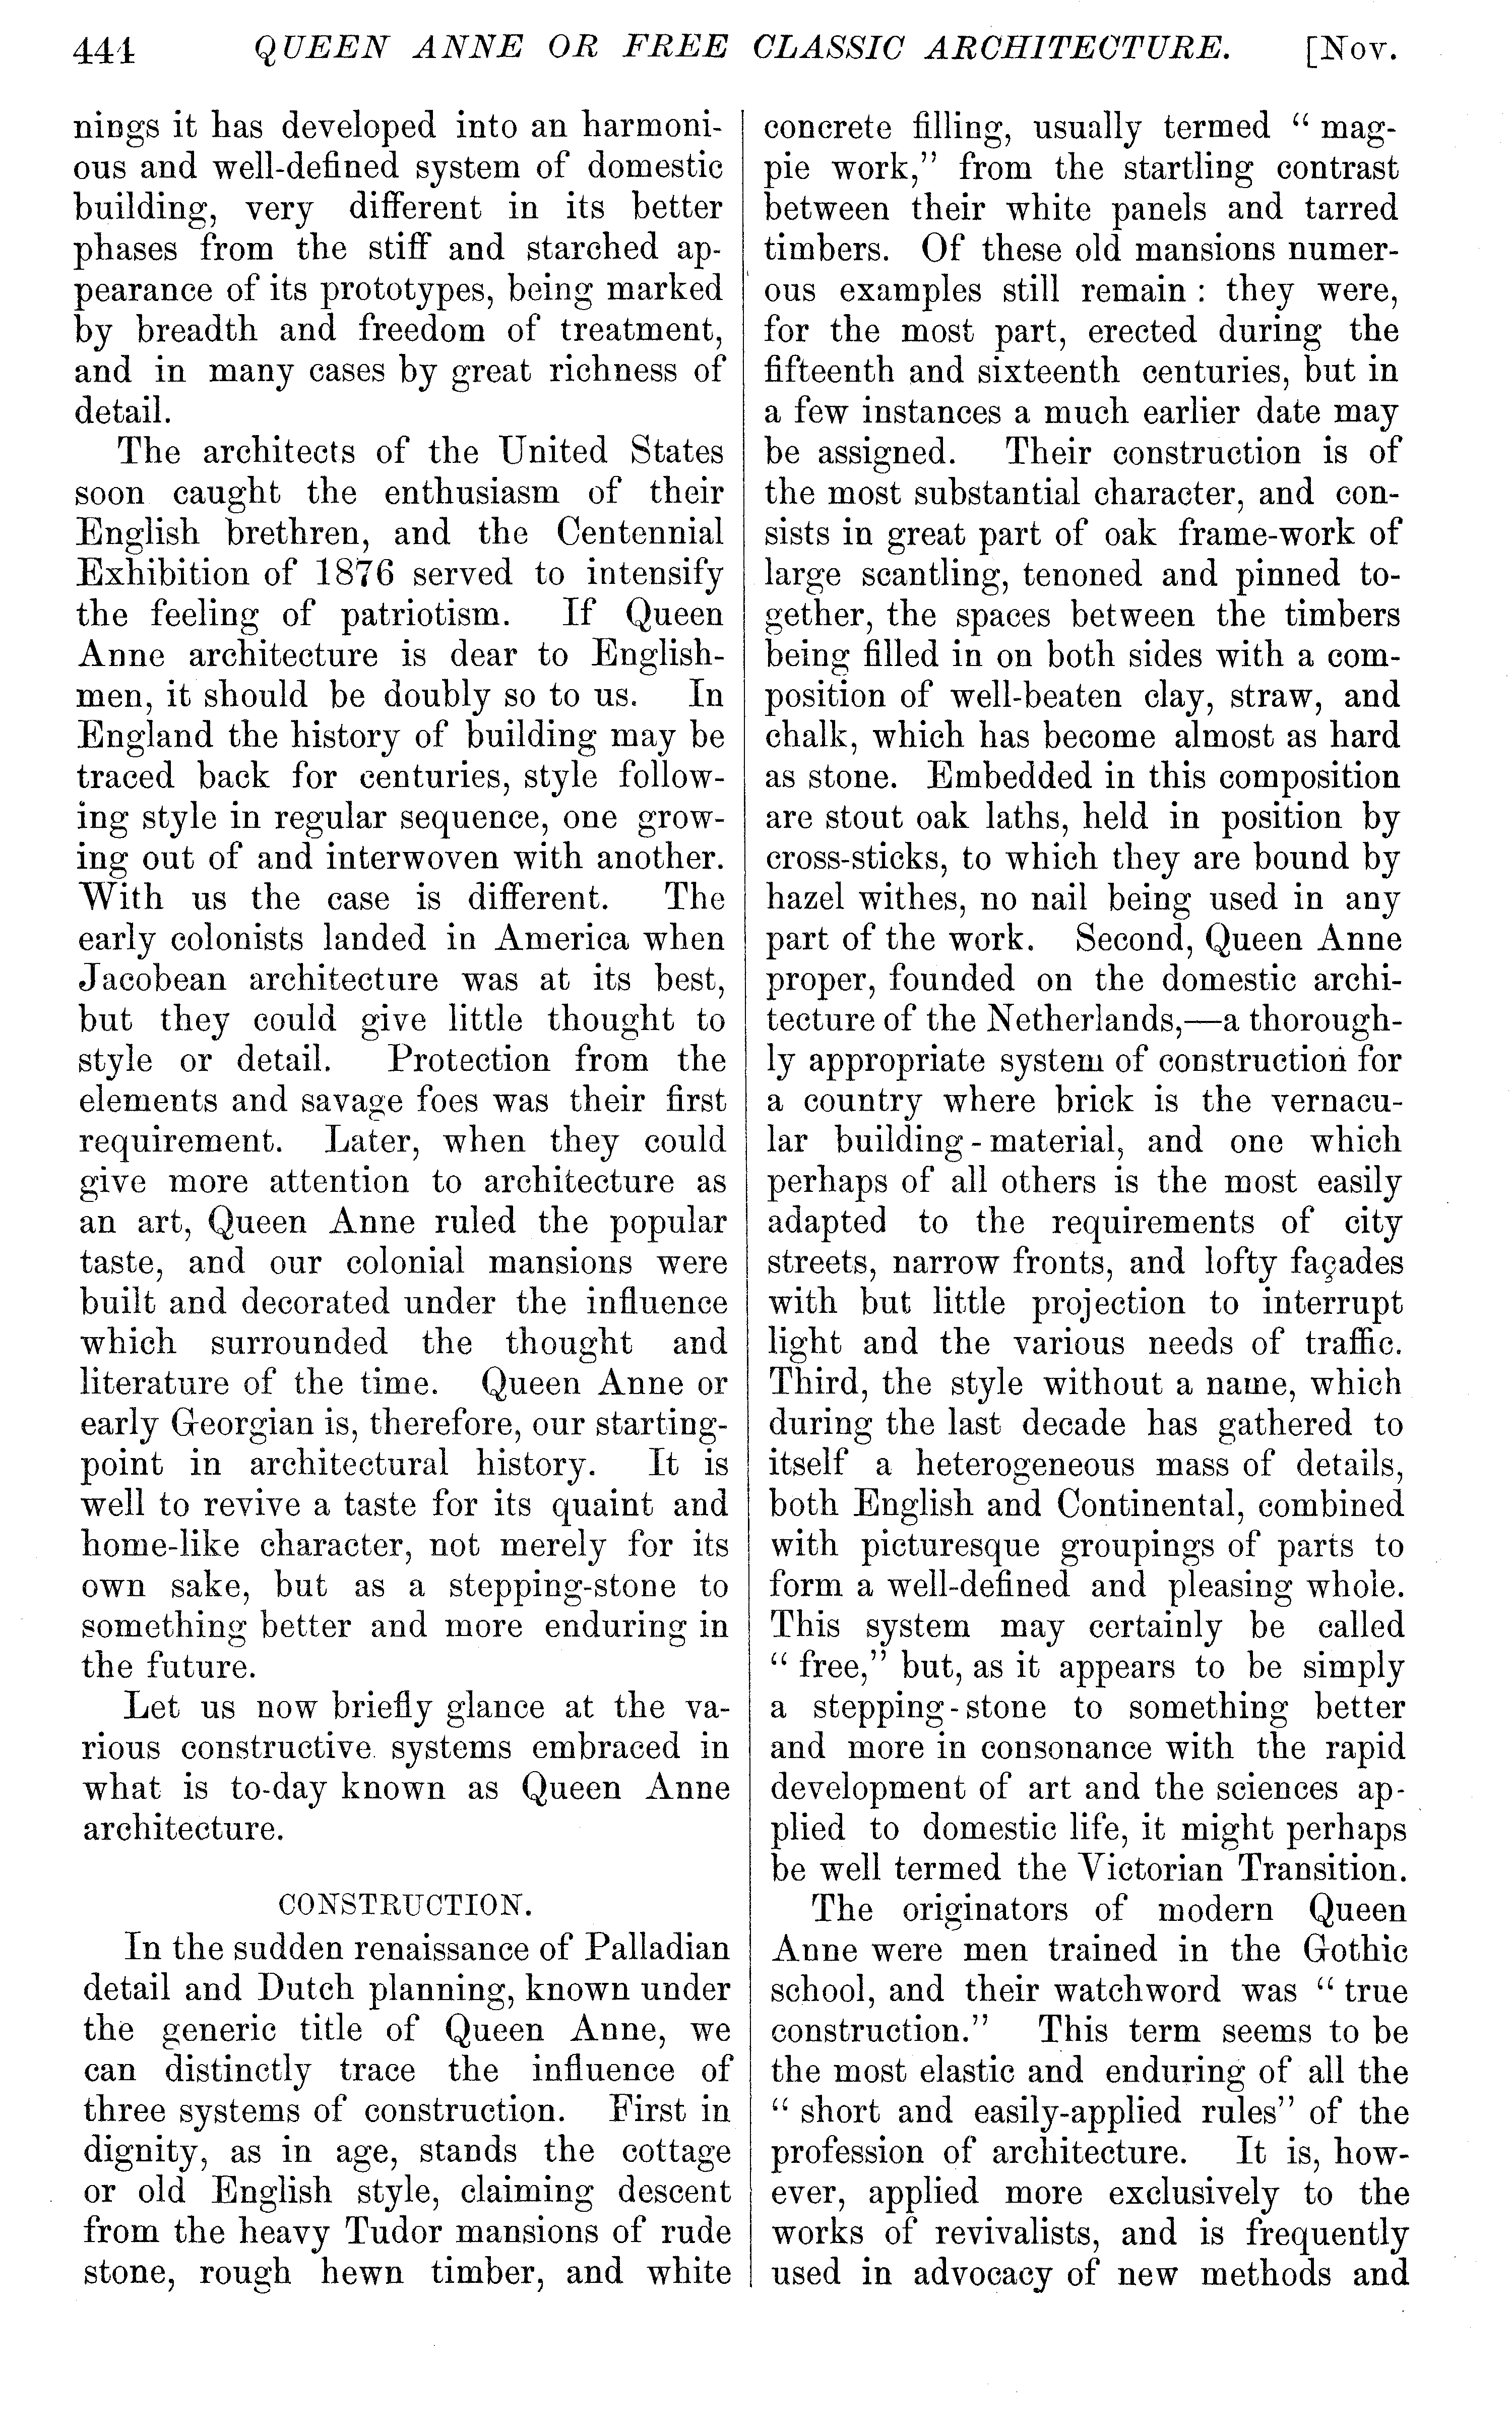 444 QUEEN ANNE OR FREE CLASSIC ARCHITECTURE. [Nov.
nings it has developed into an harmoni-
ous and well-defined system of domestic
building, very different in its better
phases from the stiff and starched ap-
pearance of its prototypes, being marked
by breadth and freedom of treatment,
and in many cases by great richness of
detail.
The architects of the United States
soon caught the enthusiasm of their
English brethren, and the Centennial
Exhibition of 1876 served to intensify
the feeling of patriotism. If Queen
Anne architecture is dear to English-
men, it should be doubly so to us. In
England the history of building may be
traced back for centuries, style follow-
ing style in regular sequence, one grow-
ing out of and interwoven with another.
With us the case is different. The
early colonists landed in America when
Jacobean architecture was at its best,
but they could give little thought to
style or detail. Protection from the
elements and savage foes was their first
requirement. Later, when they could
give more attention to architecture as
an art, Queen Anne ruled the popular
taste, and our colonial mansions were
built and decorated under the influence
which surrounded the thought and
literature of the time. Queen Anne or
early Georgian is, therefore, our starting-
point in architectural history. It is
well to revive a taste for its quaint and
home-like character, not merely for its
own sake, but as a stepping-stone to
something better and more enduring in
the future.
Let us now briefly glance at the va-
rious constructive systems embraced in
what is to-day known as Queen Anne
architecture.
CONSTRUCTION.
In the sudden renaissance of Palladian
detail and Dutch planning, known under
the generic title of Queen Anne, we
can distinctly trace the influence of
three systems of construction. First in
dignity, as in age, stands the cottage
or old English style, claiming descent
from the heavy Tudor mansions of rude
stone, rough hewn timber, and white
concrete filling, usually termed "mag-
pie work," from the startling contrast
between their white panels and tarred
timbers. Of these old mansions numer-
ous examples still remain: they were,
for the most part, erected during the
fifteenth and sixteenth centuries, but in
a few instances a much earlier date may
be assigned. Their construction is of
the most substantial character, and con-
sists in great part of oak frame-work of
large scantling, tenoned and pinned to-
gether, the spaces between the timbers
being filled in on both sides with a com-
position of well-beaten clay, straw, and
chalk, which has become almost as hard
as stone. Embedded in this composition
are stout oak laths, held in position by
cross-sticks, to which they are bound by
hazel withes, no nail being used in any
part of the work. Second, Queen Anne
proper, founded on the domestic archi-
tecture of the Netherlands,—a thorough-
ly appropriate system of construction for
a country where brick is the vernacu-
lar building-material, and one which
perhaps of all others is the most easily
adapted to the requirements of city
streets, narrow fronts, and lofty façades
with but little projection to interrupt
light and the various needs of traffic.
Third, the style without a name, which
during the last decade has gathered to
itself a heterogeneous mass of details,
both English and Continental, combined
with picturesque groupings of parts to
form a well-defined and pleasing whole.
This system may certainly be called
"free," but, as it appears to be simply
a stepping-stone to something better
and more in consonance with the rapid
development of art and the sciences ap-
plied to domestic life, it might perhaps
be well termed the Victorian Transition.
The originators of modern Queen
Anne were men trained in the Gothic
school, and their watchword was "true
construction." This term seems to be
the most elastic and enduring of all the
"short and easily-applied rules" of the
profession of architecture. It is, how-
ever, applied more exclusively to the
works of revivalists, and is frequently
used in advocacy of new methods and